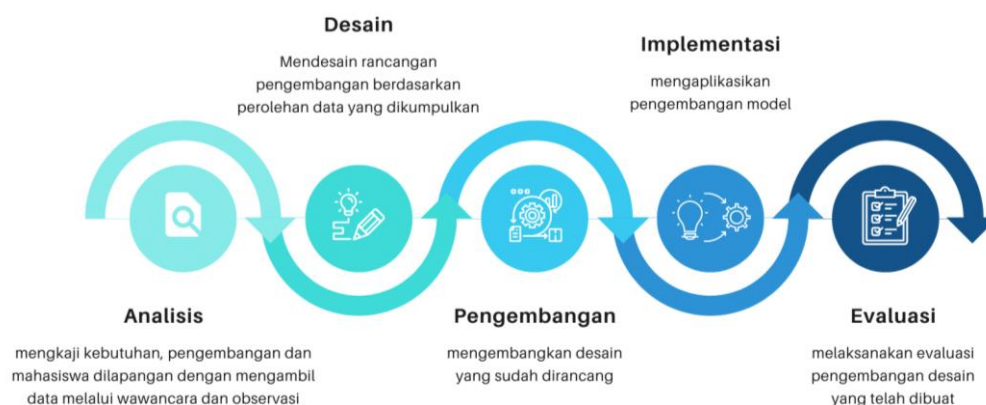 Analisis
mengkaji kebutuhan, pengembangan dan
mahasiswa dilapangan dengan mengambil
data melalui wawancara dan observasi
Desain
Mendesain rancangan
pengembangan berdasarkan
perolehan data yang dikumpulkan
Pengembangan
mengembangkan desain
yang sudah dirancang
Implementasi
mengaplikasikan
pengembangan model
Evaluasi
melaksanakan evaluasi
pengembangan desain
yang telah dibuat